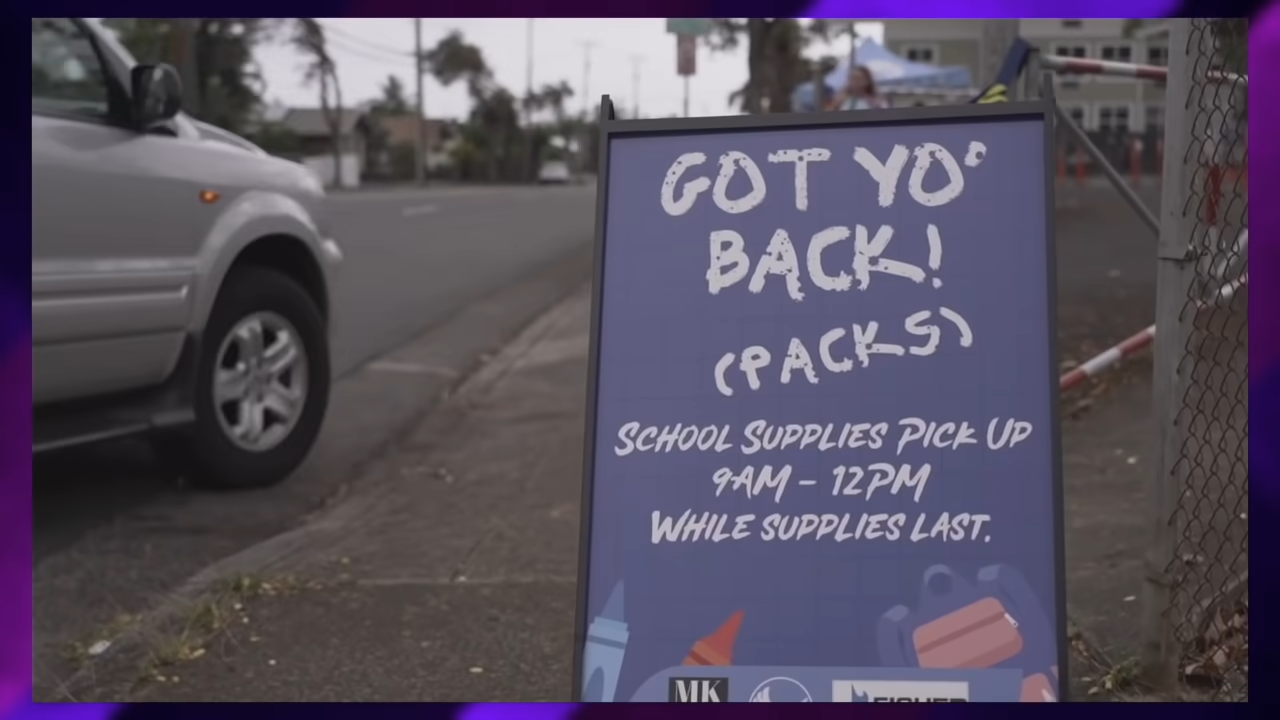 GOT YO'
BACK!
(PACKS)
SCHOOL SUPPLIES PICK UP
9AM - 12PM
WHILE SUPPLIES LAST.
MK